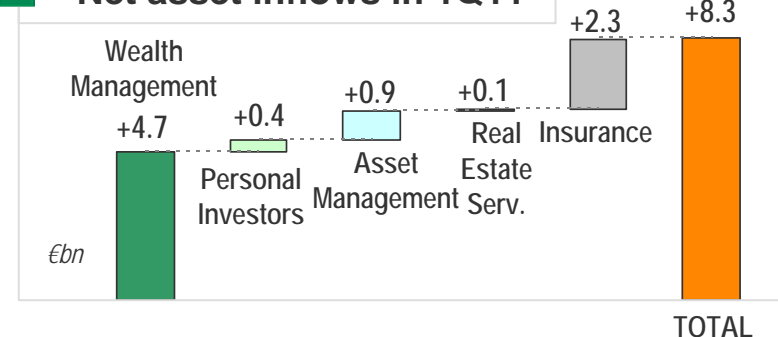 Net asset inflows in 1Q11
+2.3
+8.3
Wealth
Management
+4.7
+0.4
+0.9
+0.1
Personal
Investors
Asset
Management
Real
Estate
Serv.
Insurance
€bn
TOTAL